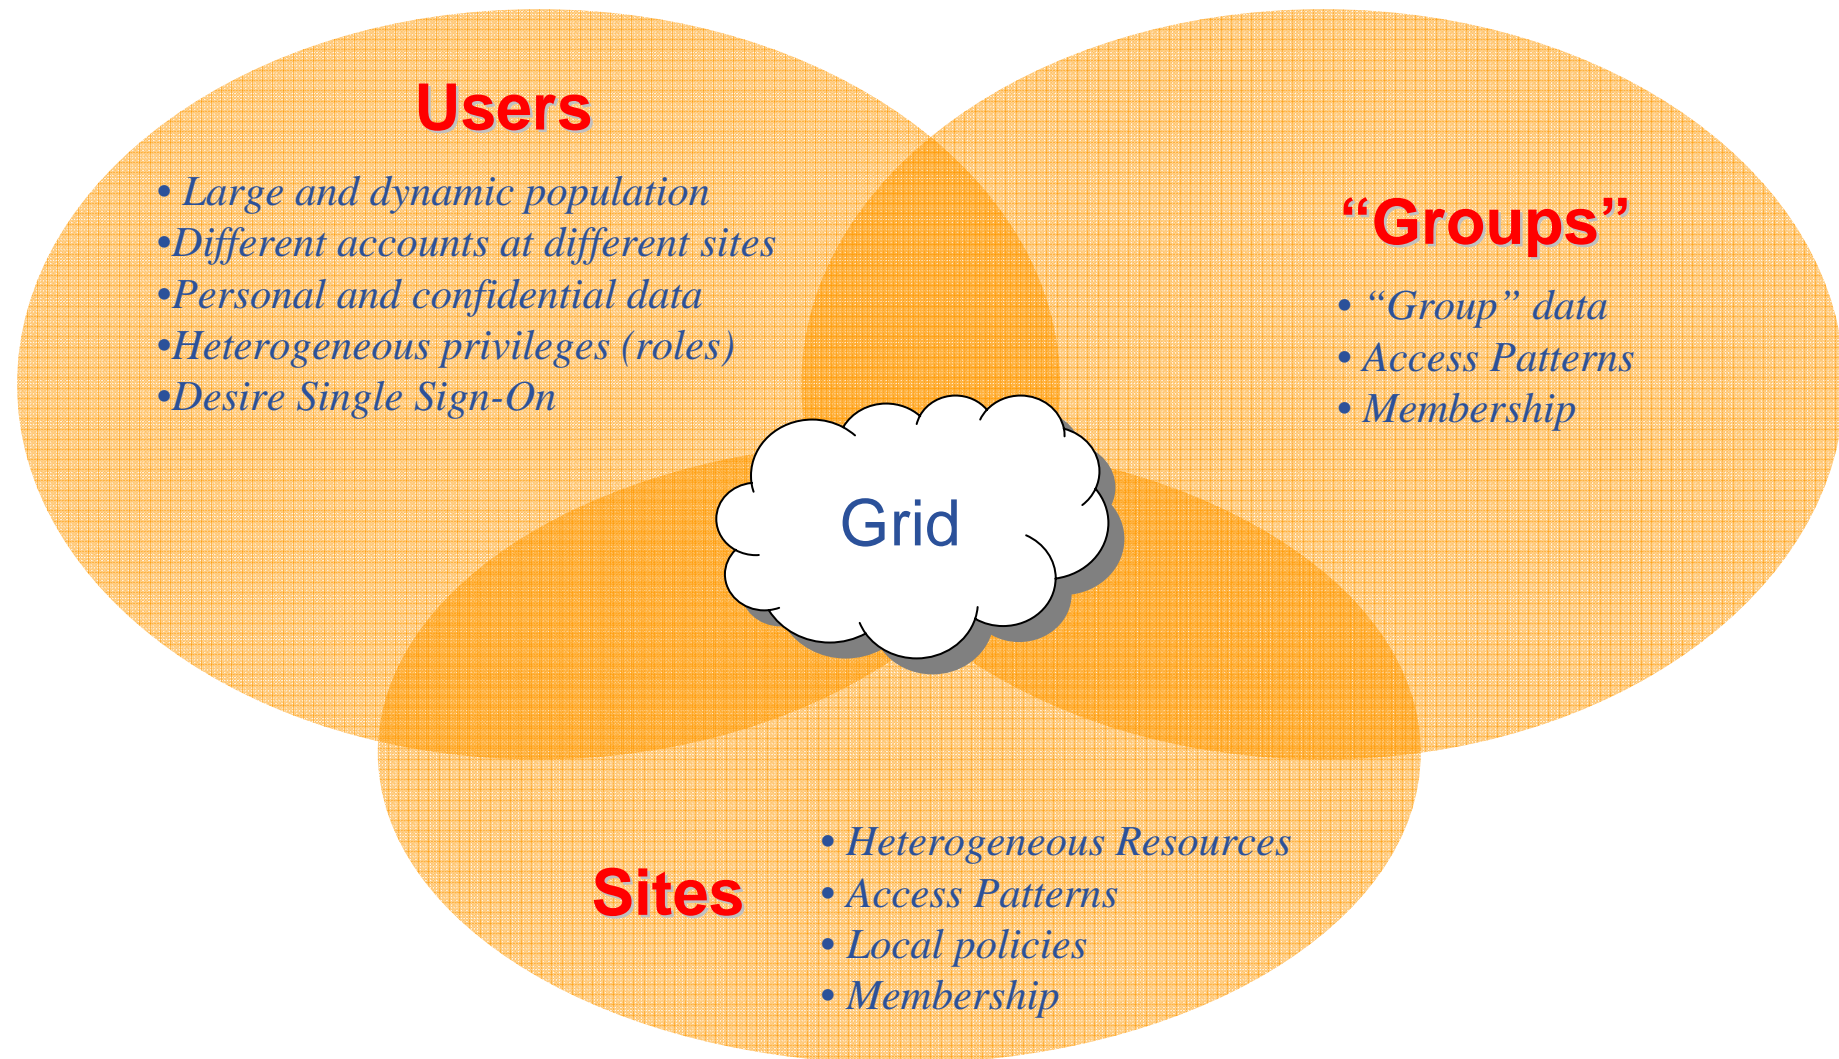 Users
• Large and dynamic population
•Different accounts at different sites
•Personal and confidential data
•Heterogeneous privileges (roles)
•Desire Single Sign-On
“Groups”
• “Group” data
• Access Patterns
• Membership
Grid
Sites
• Heterogeneous Resources
• Access Patterns
• Local policies
• Membership